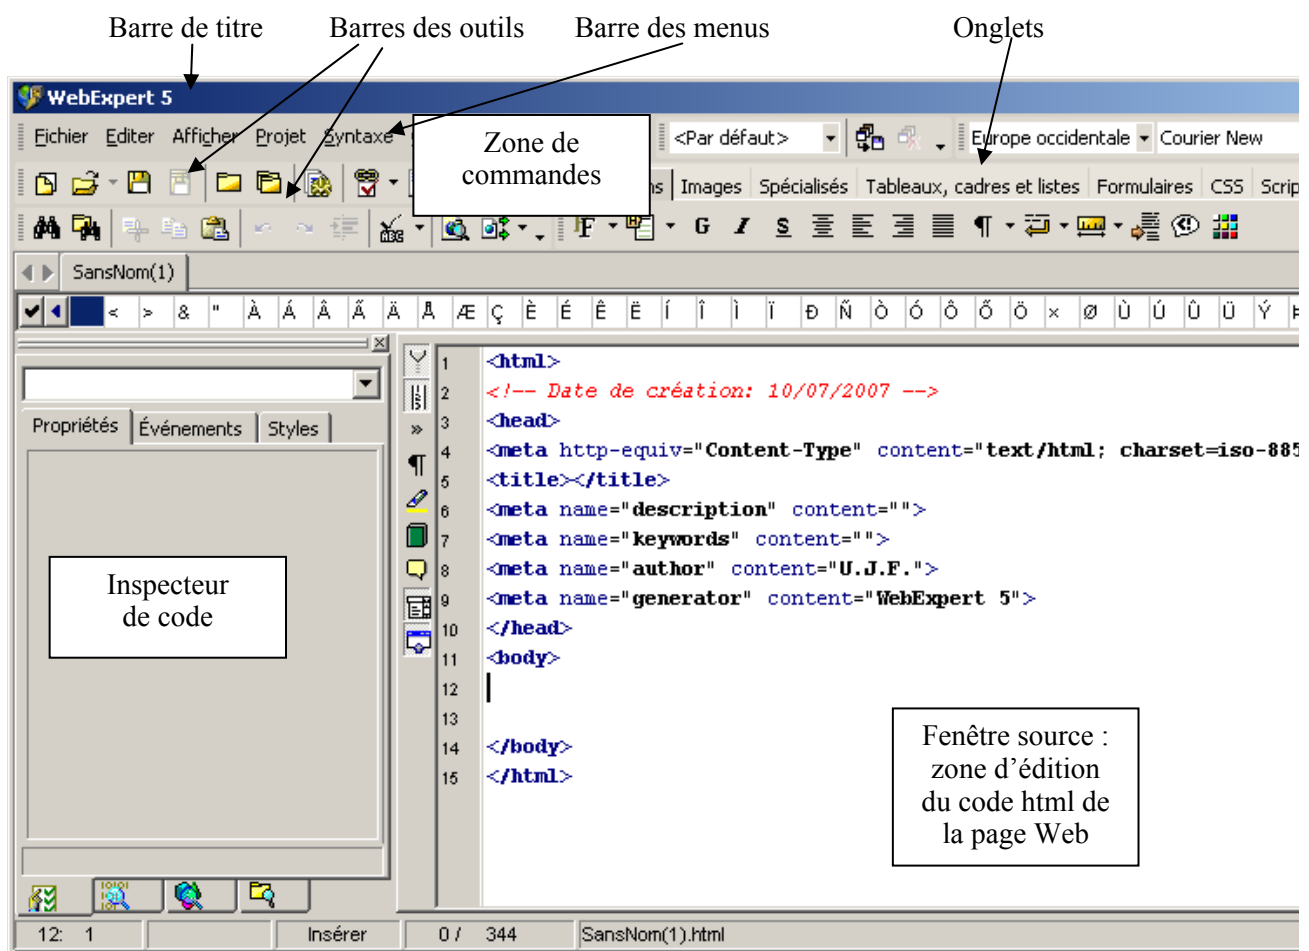 Barre de titre Barres des outils Barre des menus Onglets
WebExpert 5
Fichier Editer Afficher Projet Syntaxe <Par défaut> Europe occidentale Courier New
Zone de
commandes
Images Spécialisés Tableaux, cadres et listes Formulaires CSS Scrip
F G I S ¶
SansNom(1)
< > & " À Á Â Ã Ä Å Æ Ç È É Ê Ë Í Î Ì Ï Ð Ñ Ò Ó Ô Õ Ö × Ø Ù Ú Û Ü Ý
Propriétés Événements Styles
Inspecteur
de code
1 <html>
2 <!-- Date de création: 10/07/2007 -->
3 <head>
4 <meta http-equiv="Content-Type" content="text/html; charset=iso-885
5 <title></title>
6 <meta name="description" content="">
7 <meta name="keywords" content="">
8 <meta name="author" content="U.J.F.">
9 <meta name="generator" content="WebExpert 5">
10 </head>
11 <body>
12
13
14 </body>
15 </html>
Fenêtre source :
zone d’édition
du code html de
la page Web
12: 1 Insérer 0 / 344 SansNom(1).html